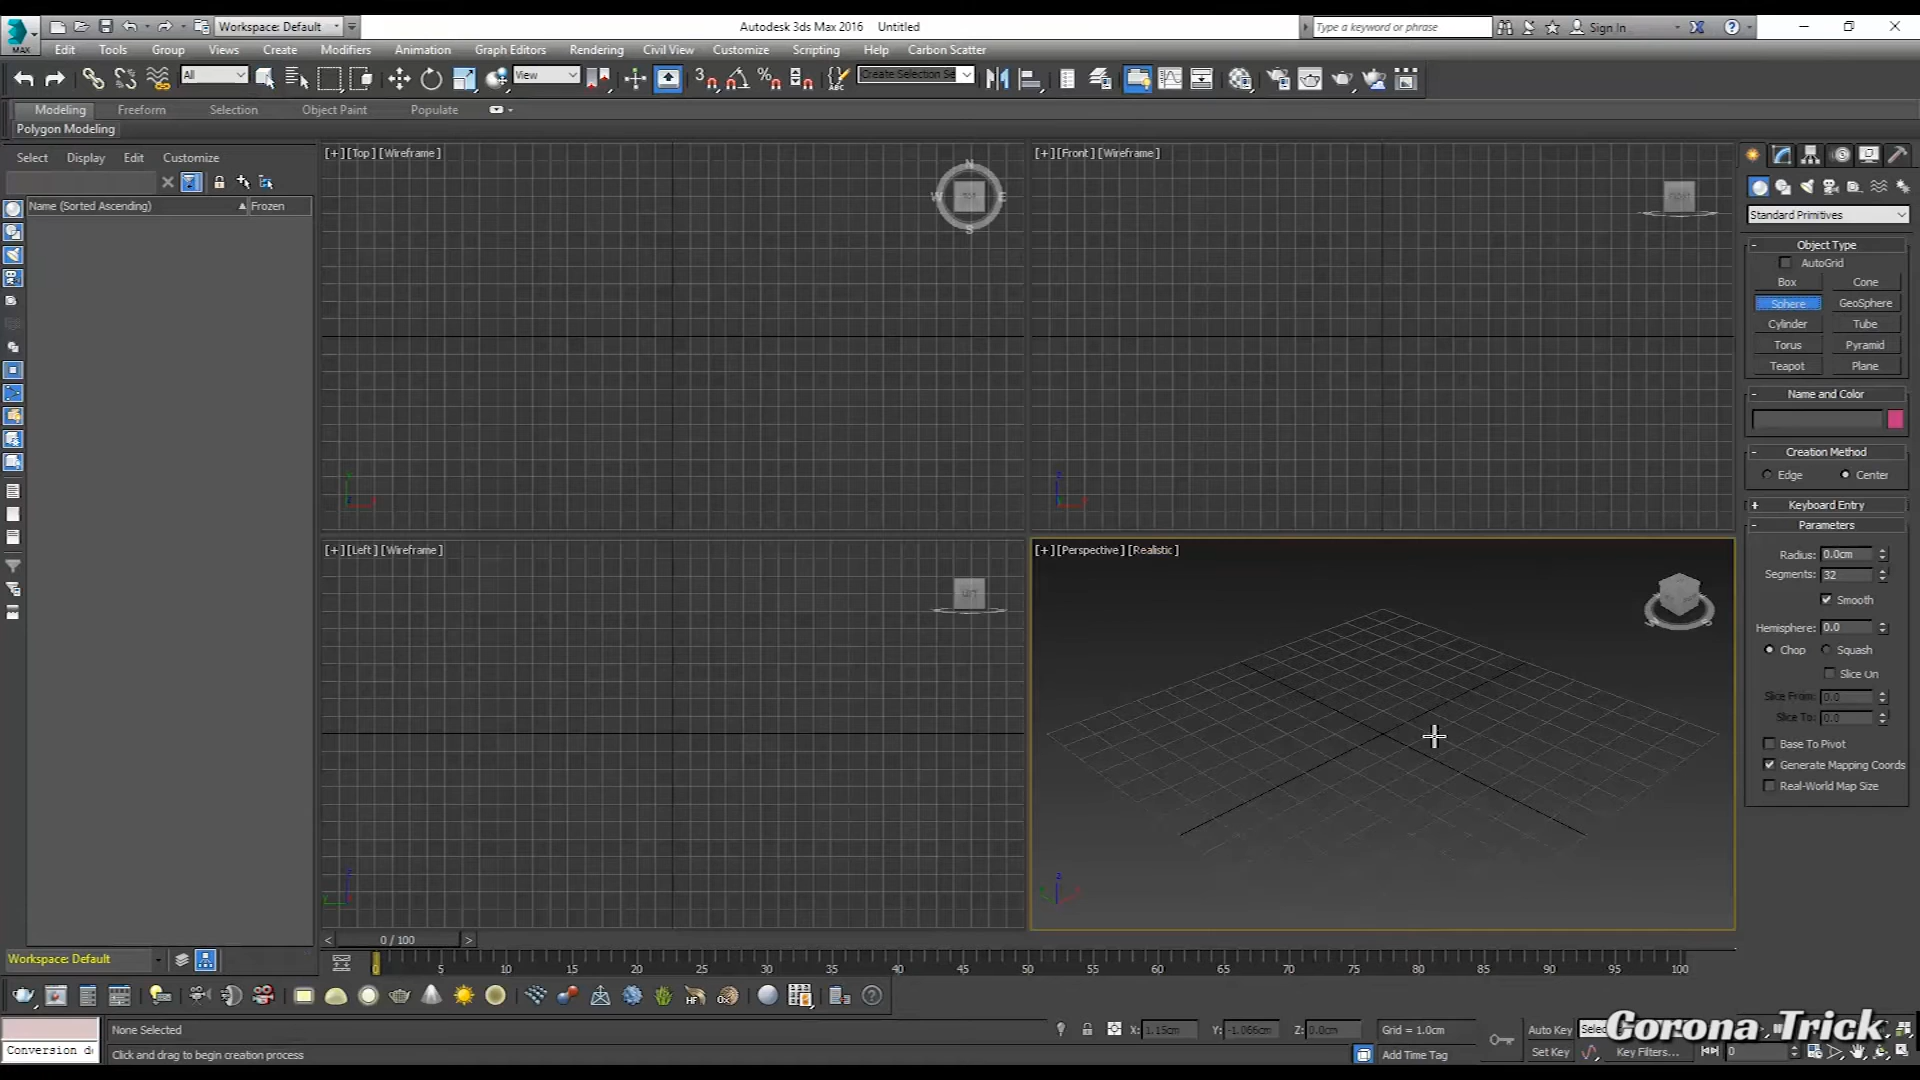 Workspace: Default
Autodesk 3ds Max 2016 Untitled
Type a keyword or phrase
Sign In
MAX
Edit Tools Group Views Create Modifiers Animation Graph Editors Rendering Civil View Customize Scripting Help Carbon Scatter
All
View
Create Selection Se
Modeling Freeform Selection Object Paint Populate
Polygon Modeling
Select Display Edit Customize
Name (Sorted Ascending) Frozen
[+] [Top] [Wireframe]
[+] [Front] [Wireframe]
N
W E
S
Standard Primitives
Object Type
AutoGrid
Box Cone
Sphere GeoSphere
Cylinder Tube
Torus Pyramid
Teapot Plane
Name and Color
Creation Method
Edge Center
Keyboard Entry
Parameters
Radius: 0.0cm
Segments: 32
Smooth
Hemisphere: 0.0
Chop Squash
Slice On
Slice From: 0.0
Slice To: 0.0
Base To Pivot
Generate Mapping Coords
Real-World Map Size
[+] [Left] [Wireframe]
[+] [Perspective] [Realistic]
< 0 / 100 >
Workspace: Default
0 5 10 15 20 25 30 35 40 45 50 55 60 65 70 75 80 85 90 95 100
None Selected
X: 1.15cm Y: -1.066cm Z: 0.0cm Grid = 1.0cm
Auto Key
Conversion d
Click and drag to begin creation process
Add Time Tag
Set Key Key Filters... 0
Corona Trick